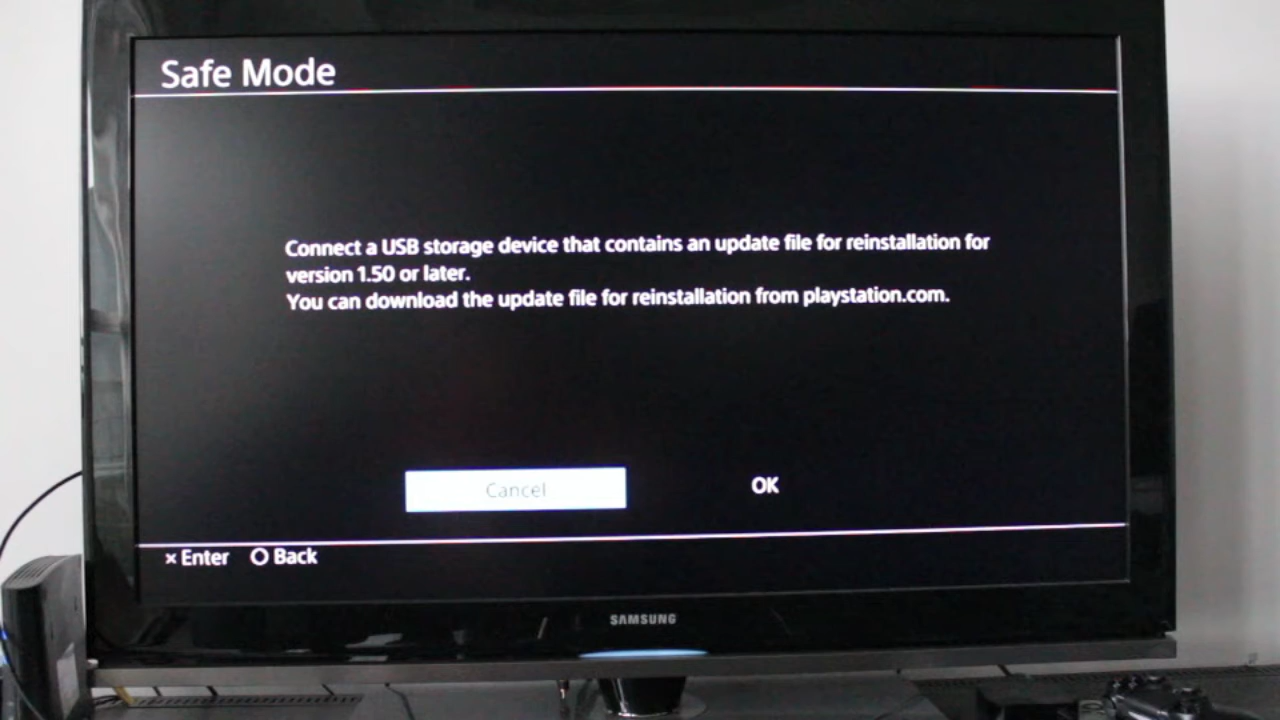 Safe Mode
Connect a USB storage device that contains an update file for reinstallation for
version 1.50 or later.
You can download the update file for reinstallation from playstation.com.
Cancel
OK
× Enter ○ Back
SAMSUNG